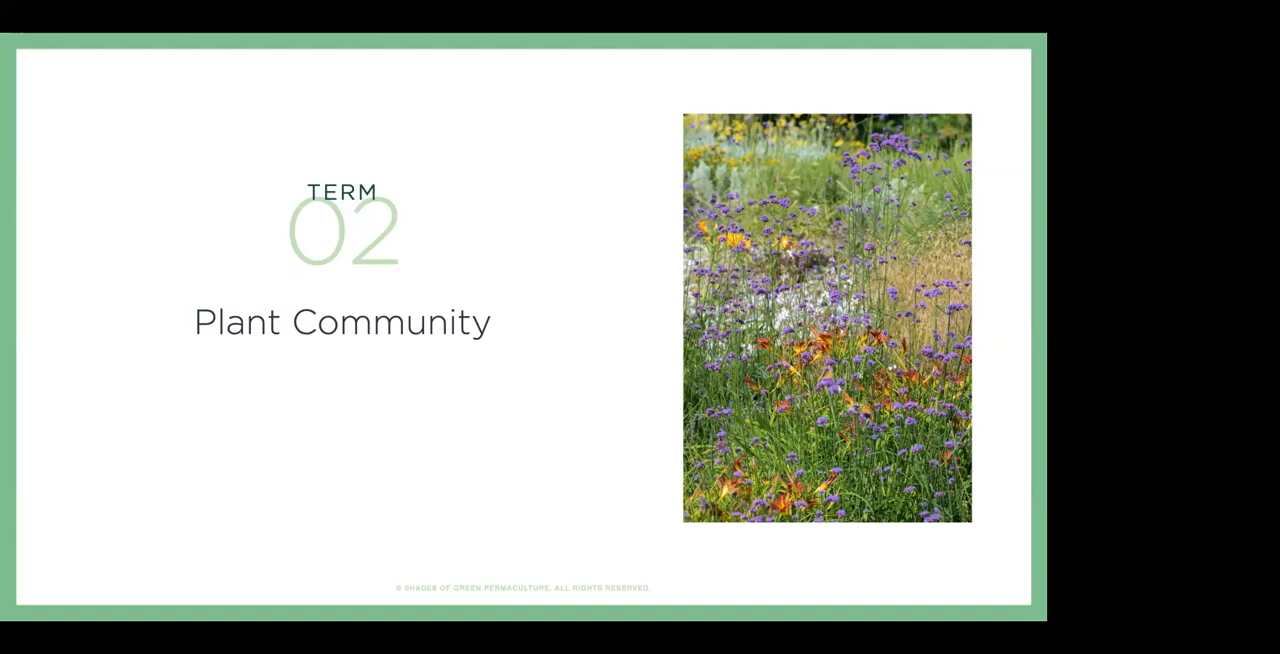 TERM
02
Plant Community
© SHADES OF GREEN PERMACULTURE. ALL RIGHTS RESERVED.